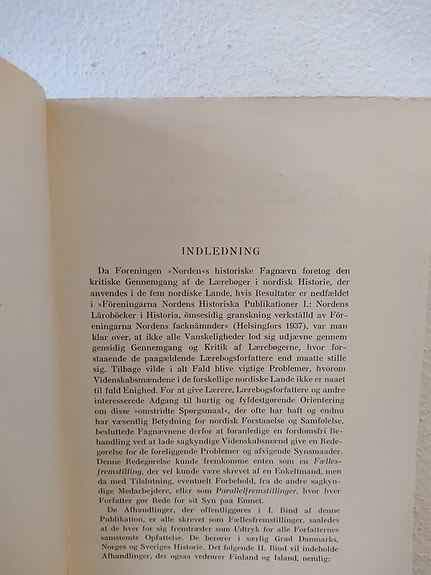 INDLEDNING
Da Foreningen »Norden«s historiske Fagnævn foretog den
kritiske Gennemgang af de Lærebøger i nordisk Historie, der
anvendes i de fem nordiske Lande, hvis Resultater er nedfældet
i »Föreningarna Nordens Historiska Publikationer I.: Nordens
Läroböcker i Historia, ömsesidig granskning verkställd av För-
eningarna Nordens facknämnder« (Helsingfors 1937), var man
klar over, at ikke alle Vanskeligheder lod sig udjævne gennem
gensidig Gennemgang og Kritik af Lærebøgerne, hvor for-
staaende de paagældende Lærebogsforfattere end maatte stille
sig. Tilbage vilde i alt Fald blive vigtige Problemer, hvorom
Videnskabsmændene i de forskellige nordiske Lande ikke er naaet
til fuld Enighed. For at give Lærere, Lærebogsforfattere og andre
interesserede Adgang til hurtig og fyldestgørende Orientering
om disse »omstridte Spørgsmaal«, der ofte har haft og endnu
har væsentlig Betydning for nordisk Forstaaelse og Samfølelse,
besluttede Fagnævnene derfor at foranledige en fordomsfri Be-
handling ved at lade sagkyndige Videnskabsmænd give en Rede-
gørelse for de foreliggende Problemer og afvigende Synsmaader.
Denne Redegørelse kunde fremkomme enten som en Fælles-
fremstilling, der vel kunde være skrevet af en Enkeltmand, men
da med Tilslutning, eventuelt Forbehold, fra de andre sagkyn-
dige Medarbejdere, eller som Parallelfremstillinger, hvor hver
Forfatter gør Rede for sit Syn paa Emnet.
De Afhandlinger, der offentliggøres i I. Bind af denne
Publikation, er alle skrevet som Fællesfremstillinger, saaledes
at de hver for sig fremtræder som Udtryk for alle Forfatternes
samstemte Opfattelse. De berører i særlig Grad Danmarks,
Norges og Sveriges Historie. Det følgende II. Bind vil indeholde
Afhandlinger, der ogsaa vedrører Finland og Island, nemlig: